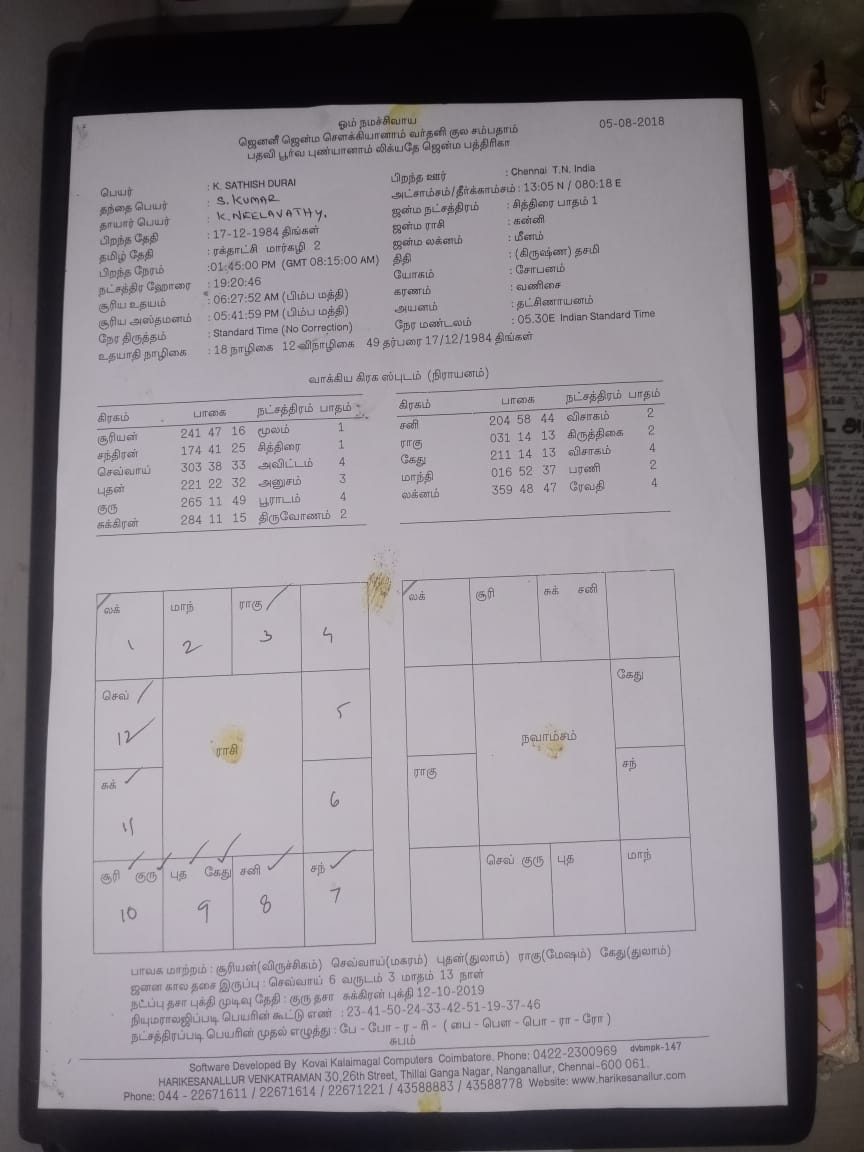 ஓம் நமச்சிவாய
05-08-2018
ஜெனனீ ஜென்ம சௌக்கியானாம் வர்தனி குல சம்பதாம்
பதவி பூர்வ புண்யானாம் லிக்யதே ஜென்ம பத்திரிகா
பெயர் : K. SATHISH DURAI
தந்தை பெயர் : S. KUMAR
தாயார் பெயர் : K. NEELAVATHY.
பிறந்த தேதி : 17-12-1984 திங்கள்
தமிழ் தேதி : ரக்தாட்சி மார்கழி 2
பிறந்த நேரம் :01:45:00 PM (GMT 08:15:00 AM)
நட்சத்திர ஹோரை : 19:20:46
சூரிய உதயம் : 06:27:52 AM (பிம்ப மத்தி)
சூரிய அஸ்தமனம் : 05:41:59 PM (பிம்ப மத்தி)
நேர திருத்தம் : Standard Time (No Correction)
உதயாதி நாழிகை : 18 நாழிகை 12 விநாழிகை 49 தர்பரை 17/12/1984 திங்கள்
பிறந்த ஊர் : Chennai T.N. India
அட்சாம்சம்/தீர்க்காம்சம் : 13:05 N / 080:18 E
ஜன்ம நட்சத்திரம் : சித்திரை பாதம் 1
ஜன்ம ராசி : கன்னி
ஜன்ம லக்னம் : மீனம்
திதி : (கிருஷ்ண) தசமி
யோகம் : சோபனம்
கரணம் : வணிசை
அயனம் : தட்சிணாயனம்
நேர மண்டலம் : 05.30E Indian Standard Time
வாக்கிய கிரக ஸ்புடம் (நிராயனம்)
கிரகம் பாகை நட்சத்திரம் பாதம்
சூரியன் 241 47 16 மூலம் 1
சந்திரன் 174 41 25 சித்திரை 1
செவ்வாய் 303 38 33 அவிட்டம் 4
புதன் 221 22 32 அனுசம் 3
குரு 265 11 49 பூராடம் 4
சுக்கிரன் 284 11 15 திருவோணம் 2
கிரகம் பாகை நட்சத்திரம் பாதம்
சனி 204 58 44 விசாகம் 2
ராகு 031 14 13 கிருத்திகை 2
கேது 211 14 13 விசாகம் 4
மாந்தி 016 52 37 பரணி 2
லக்னம் 359 48 47 ரேவதி 4
லக் மாந் ராகு
1 2 3 4
செவ்
12 5
ராசி
சுக்
11 6
சூரி குரு புத கேது சனி சந்
10 9 8 7
லக் சூரி சுக் சனி
கேது
நவாம்சம்
ராகு சந்
செவ் குரு புத மாந்
பாவக மாற்றம் : சூரியன்(விருச்சிகம்) செவ்வாய்(மகரம்) புதன்(துலாம்) ராகு(மேஷம்) கேது(துலாம்)
ஜனன கால தசை இருப்பு : செவ்வாய் 6 வருடம் 3 மாதம் 13 நாள்
நட்ப்பு தசா புக்தி முடிவு தேதி : குரு தசா சுக்கிரன் புக்தி 12-10-2019
நியுமராலஜிப்படி பெயரின் கூட்டு எண் : 23-41-50-24-33-42-51-19-37-46
நட்சத்திரப்படி பெயரின் முதல் எழுத்து : பே - போ - ர - ரி - ( பை - பௌ - பொ - ரா - ரோ )
சுபம்
Software Developed By Kovai Kalaimagal Computers Coimbatore. Phone: 0422-2300969 dvbmpk-147
HARIKESANALLUR VENKATRAMAN 30,26th Street, Thillai Ganga Nagar, Nanganallur, Chennai-600 061.
Phone: 044 - 22671611 / 22671614 / 22671221 / 43588883 / 43588778 Website: www.harikesanallur.com